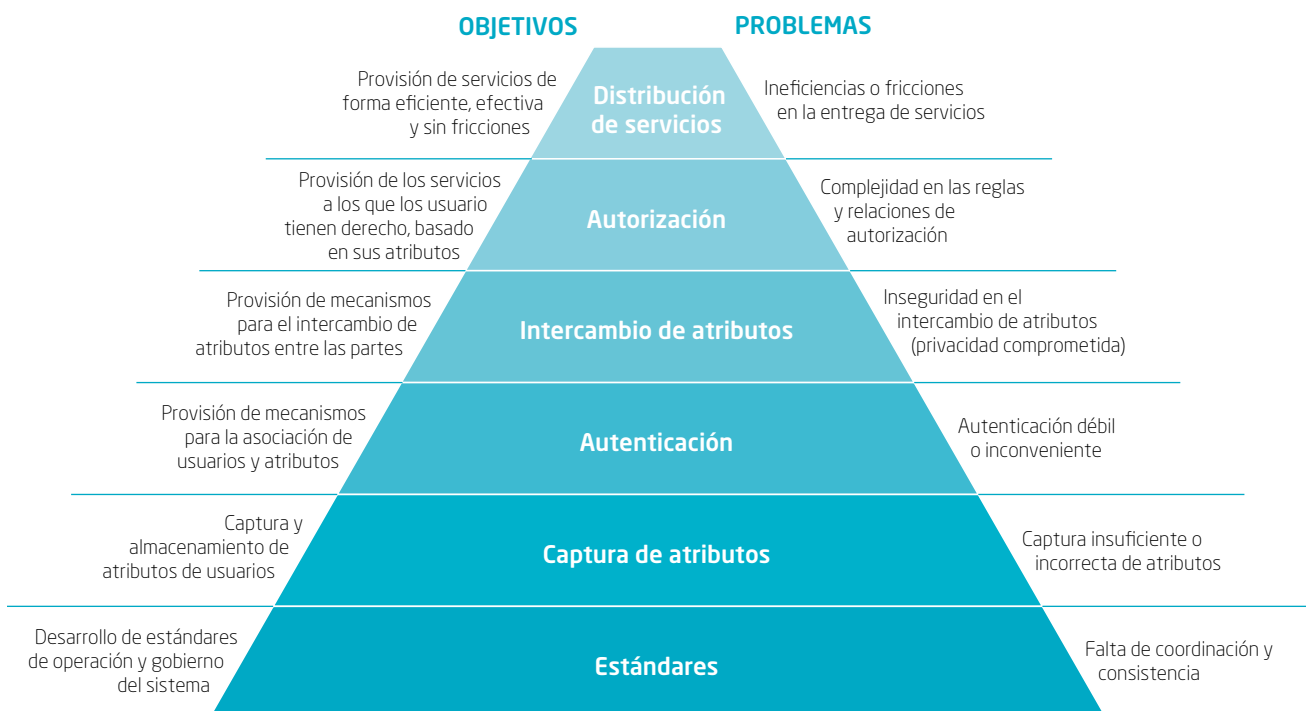 OBJETIVOS
PROBLEMAS
Provisión de servicios de
forma eficiente, efectiva
y sin fricciones
Distribución
de servicios
Ineficiencias o fricciones
en la entrega de servicios
Provisión de los servicios
a los que los usuario
tienen derecho, basado
en sus atributos
Autorización
Complejidad en las reglas
y relaciones de
autorización
Provisión de mecanismos
para el intercambio de
atributos entre las partes
Intercambio de atributos
Inseguridad en el
intercambio de atributos
(privacidad comprometida)
Provisión de mecanismos
para la asociación de
usuarios y atributos
Autenticación
Autenticación débil
o inconveniente
Captura y
almacenamiento de
atributos de usuarios
Captura de atributos
Captura insuficiente o
incorrecta de atributos
Desarrollo de estándares
de operación y gobierno
del sistema
Estándares
Falta de coordinación y
consistencia